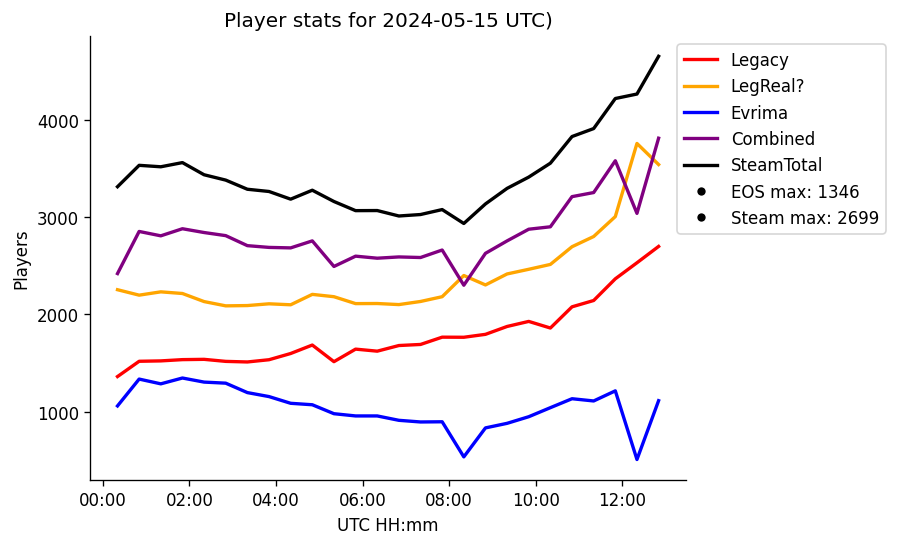 Player stats for 2024-05-15 UTC)
Legacy
LegReal?
Evrima
Combined
SteamTotal
EOS max: 1346
Steam max: 2699
Players
4000
3000
2000
1000
00:00 02:00 04:00 06:00 08:00 10:00 12:00
UTC HH:mm